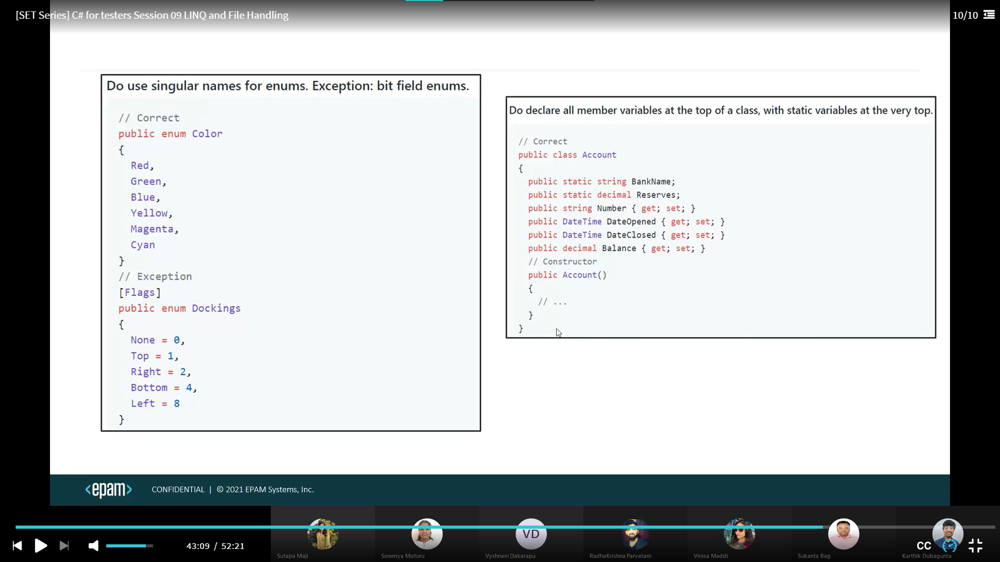 [SET Series] C# for testers Session 09 LINQ and File Handling
10/10
Do use singular names for enums. Exception: bit field enums.
// Correct
public enum Color
{
Red,
Green,
Blue,
Yellow,
Magenta,
Cyan
}
// Exception
[Flags]
public enum Dockings
{
None = 0,
Top = 1,
Right = 2,
Bottom = 4,
Left = 8
}
Do declare all member variables at the top of a class, with static variables at the very top.
// Correct
public class Account
{
public static string BankName;
public static decimal Reserves;
public string Number { get; set; }
public DateTime DateOpened { get; set; }
public DateTime DateClosed { get; set; }
public decimal Balance { get; set; }
// Constructor
public Account()
{
// ...
}
}
<epam> CONFIDENTIAL | © 2021 EPAM Systems, Inc.
VD
43:09 / 52:21
CC
Sutapa Maji
Sowmya Moturu
Vyshnavi Dakarapu
RadhaKrishna Parvatam
Vinisa Maddi
Sukanta Bag
Karthik Dubagunta